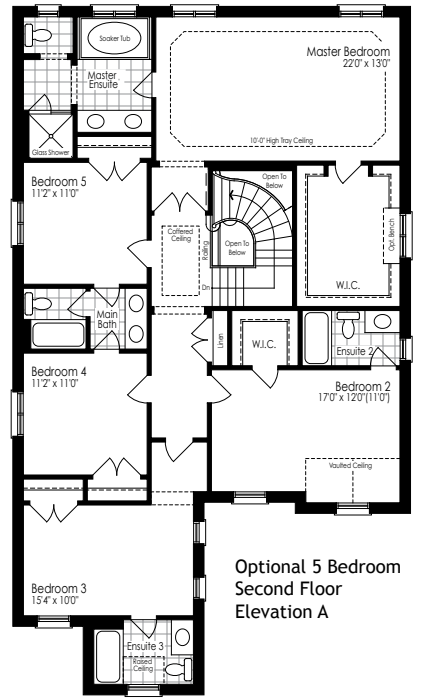 Soaker Tub
Master
Ensuite
Glass Shower
Master Bedroom
22'0" x 13'0"
10'-0" High Tray Ceiling
Bedroom 5
11'2" x 11'0"
Coffered
Ceiling
Railing
Dn
Open To
Below
Open To
Below
W.I.C.
Opt. Bench
Main
Bath
Linen
W.I.C.
Ensuite 2
Bedroom 4
11'2" x 11'0"
Bedroom 2
17'0" x 12'0"(11'0")
Vaulted Ceiling
Bedroom 3
15'4" x 10'0"
Ensuite 3
Raised
Ceiling
Optional 5 Bedroom
Second Floor
Elevation A